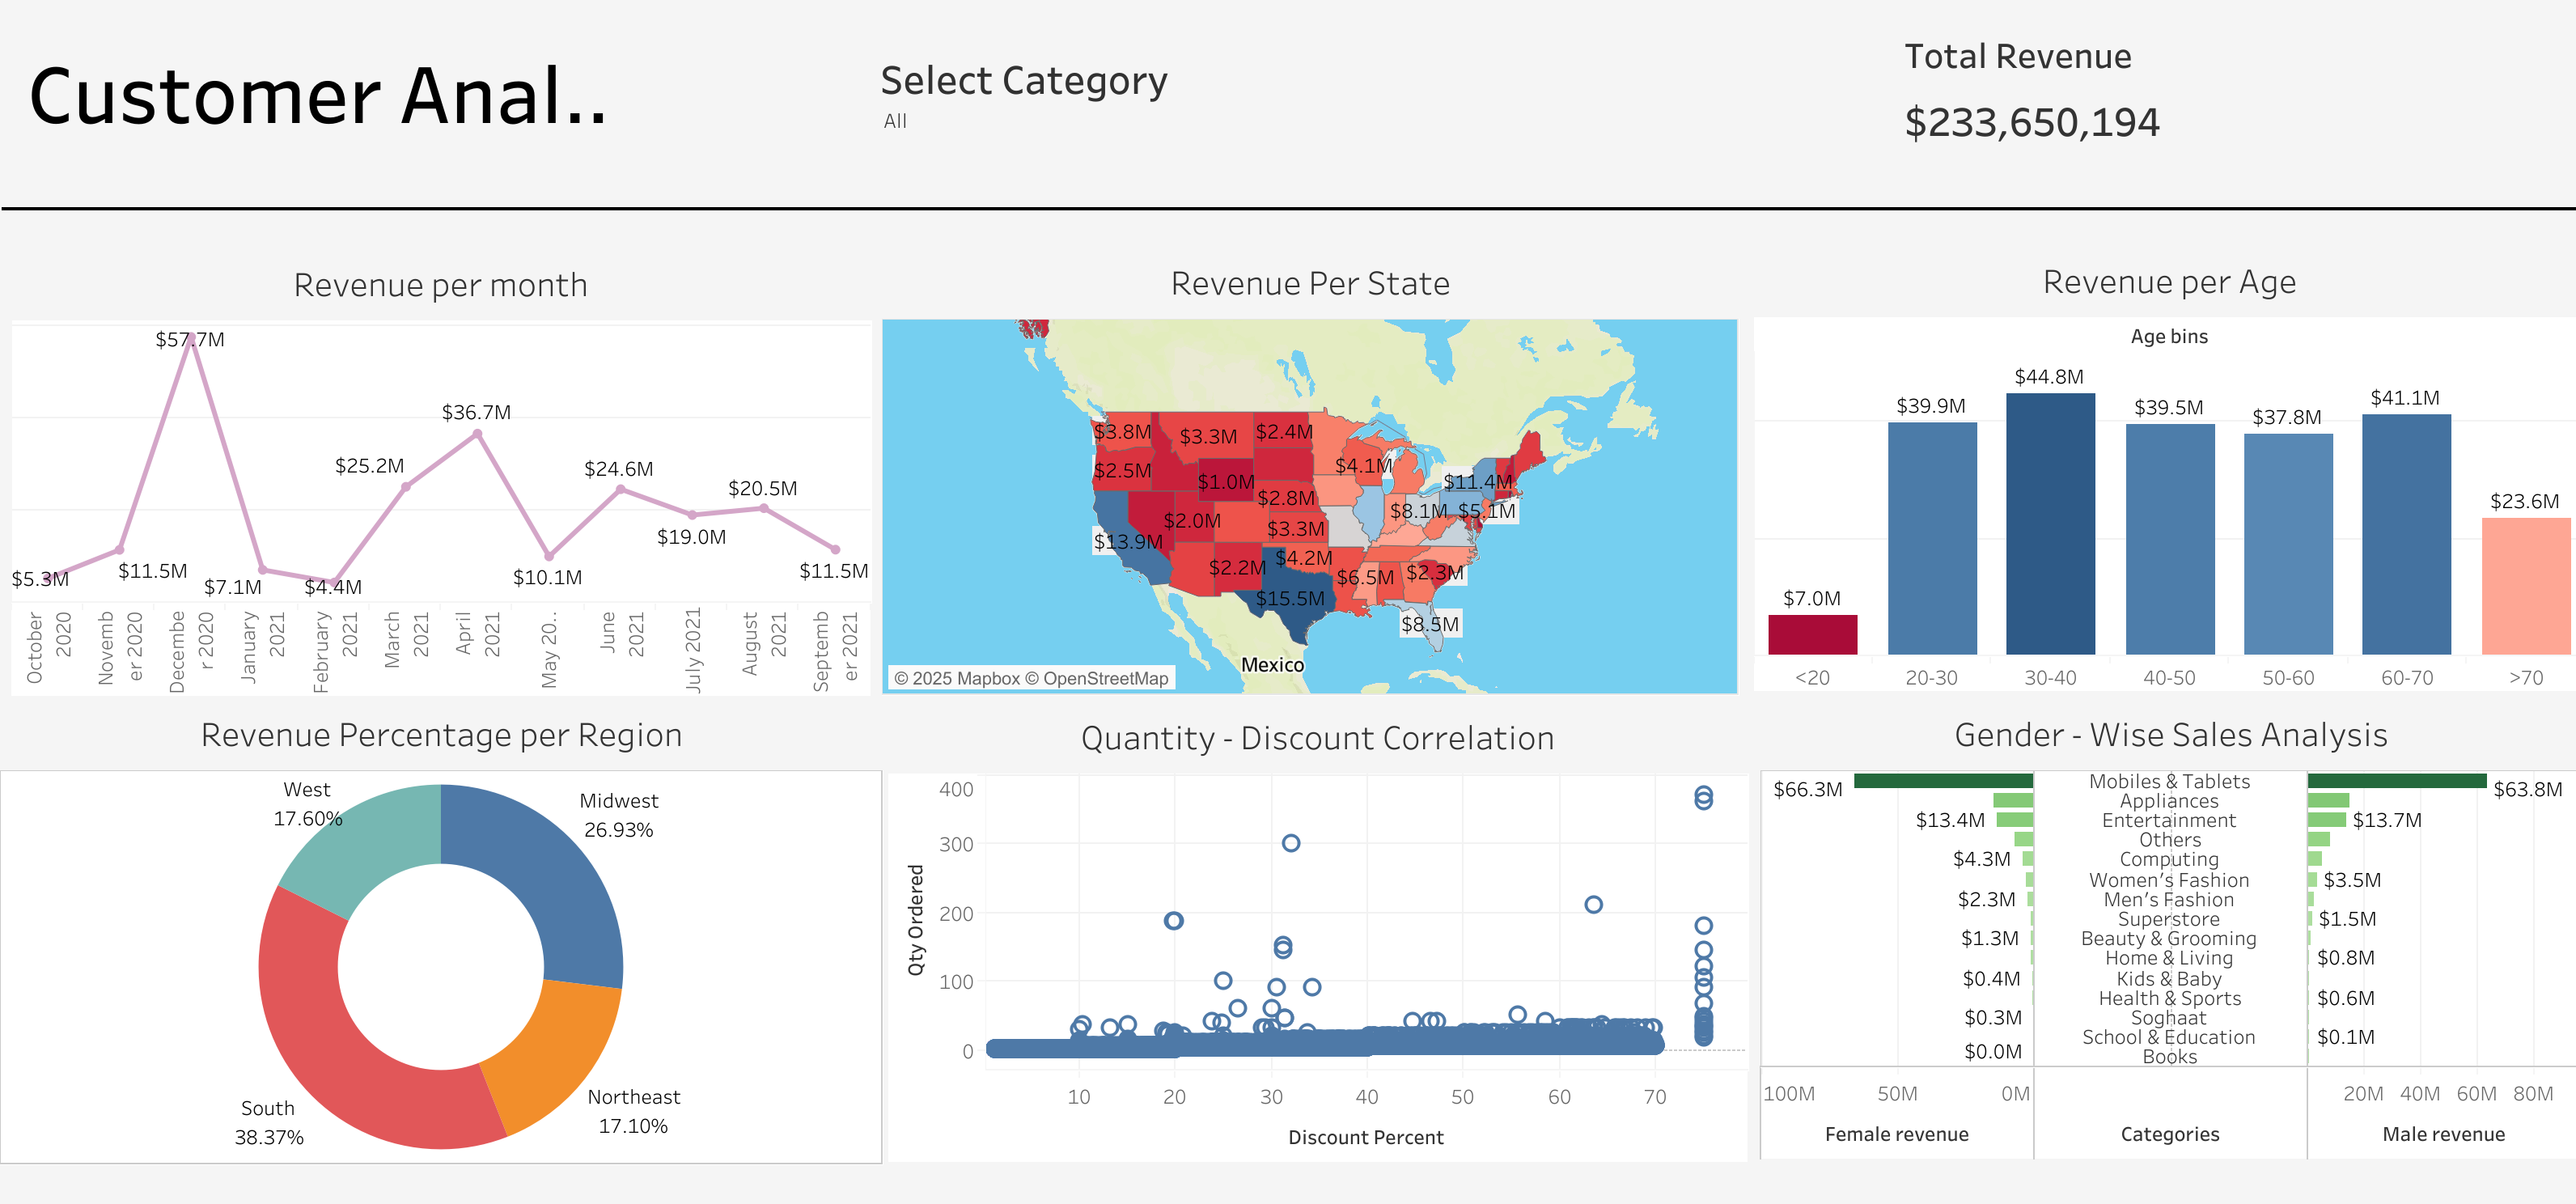 Customer Anal..
Select Category
All
Total Revenue
$233,650,194
Revenue per month
$57.7M
$36.7M
$25.2M
$24.6M
$20.5M
$19.0M
$11.5M
$5.3M
$7.1M
$4.4M
$10.1M
$11.5M
October
2020
Novemb
er 2020
Decembe
r 2020
January
2021
February
2021
March
2021
April
2021
May 20..
June
2021
July 2021
August
2021
Septemb
er 2021
Revenue Per State
$3.8M
$3.3M
$2.4M
$2.5M
$4.1M
$1.0M
$11.4M
$2.8M
$2.0M
$8.1M
$5.1M
$3.3M
$13.9M
$4.2M
$2.2M
$6.5M
$2.3M
$15.5M
$8.5M
Mexico
© 2025 Mapbox © OpenStreetMap
Revenue per Age
Age bins
$7.0M
$39.9M
$44.8M
$39.5M
$37.8M
$41.1M
$23.6M
<20
20-30
30-40
40-50
50-60
60-70
>70
Revenue Percentage per Region
West
17.60%
Midwest
26.93%
Northeast
17.10%
South
38.37%
Quantity - Discount Correlation
Qty Ordered
400
300
200
100
0
10
20
30
40
50
60
70
Discount Percent
Gender - Wise Sales Analysis
$66.3M
Mobiles & Tablets
$63.8M
Appliances
$13.4M
Entertainment
$13.7M
Others
$4.3M
Computing
Women's Fashion
$3.5M
$2.3M
Men's Fashion
Superstore
$1.5M
$1.3M
Beauty & Grooming
Home & Living
$0.8M
$0.4M
Kids & Baby
Health & Sports
$0.6M
$0.3M
Soghaat
School & Education
$0.1M
$0.0M
Books
100M
50M
0M
20M
40M
60M
80M
Female revenue
Categories
Male revenue